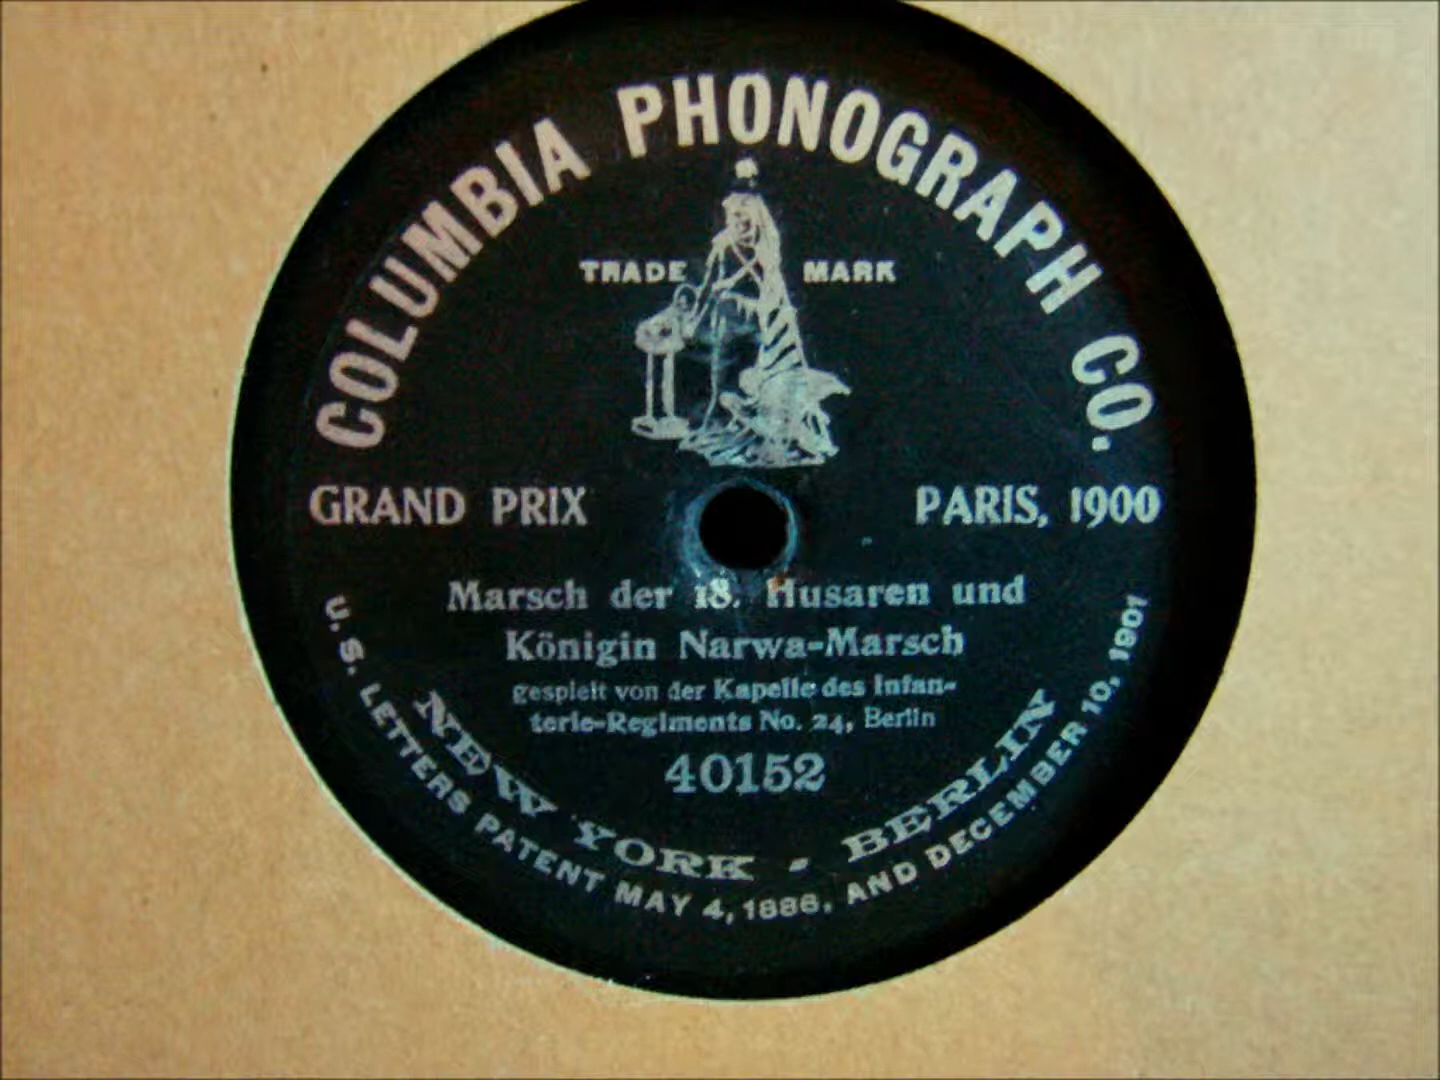 COLUMBIA PHONOGRAPH CO.
TRADE MARK
GRAND PRIX PARIS, 1900
Marsch der 18. Husaren und
Königin Narwa-Marsch
gespielt von der Kapelle des Infan-
terie-Regiments No. 24, Berlin
40152
NEW YORK - BERLIN
U. S. LETTERS PATENT MAY 4, 1886, AND DECEMBER 10, 1901